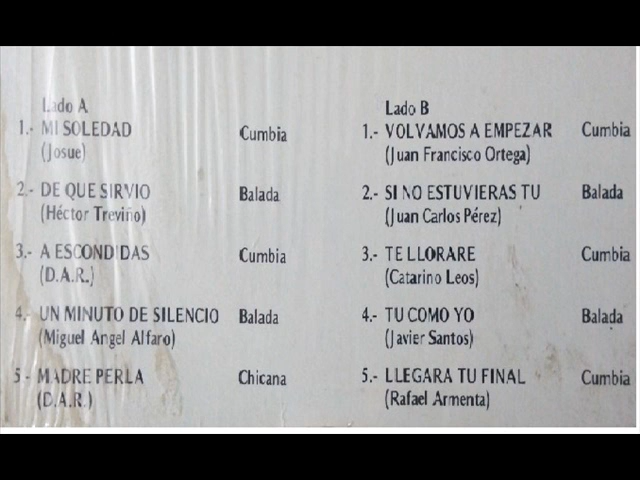 Lado A
1.- MI SOLEDAD Cumbia
(Josue)
2.- DE QUE SIRVIO Balada
(Héctor Treviño)
3.- A ESCONDIDAS Cumbia
(D.A.R.)
4.- UN MINUTO DE SILENCIO Balada
(Miguel Angel Alfaro)
5.- MADRE PERLA Chicana
(D.A.R.)
Lado B
1.- VOLVAMOS A EMPEZAR Cumbia
(Juan Francisco Ortega)
2.- SI NO ESTUVIERAS TU Balada
(Juan Carlos Pérez)
3.- TE LLORARE Cumbia
(Catarino Leos)
4.- TU COMO YO Balada
(Javier Santos)
5.- LLEGARA TU FINAL Cumbia
(Rafael Armenta)